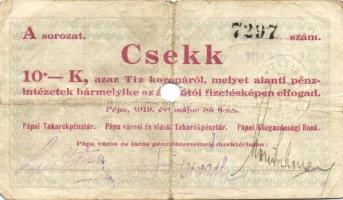 A sorozat. 7297 szám.
Csekk
10·— K, azaz Tíz koronáról, melyet alanti pénz-
intézetek bármelyike az átvevőtől fizetésképen elfogad.
Pápa, 1919. évi május hó 8-án.
Pápai Takarékpénztár. Pápa városi és vidéki Takarékpénztár. Pápai Közgazdasági Bank.
Pápa város és járás pénzintézeteinek direktóriuma: